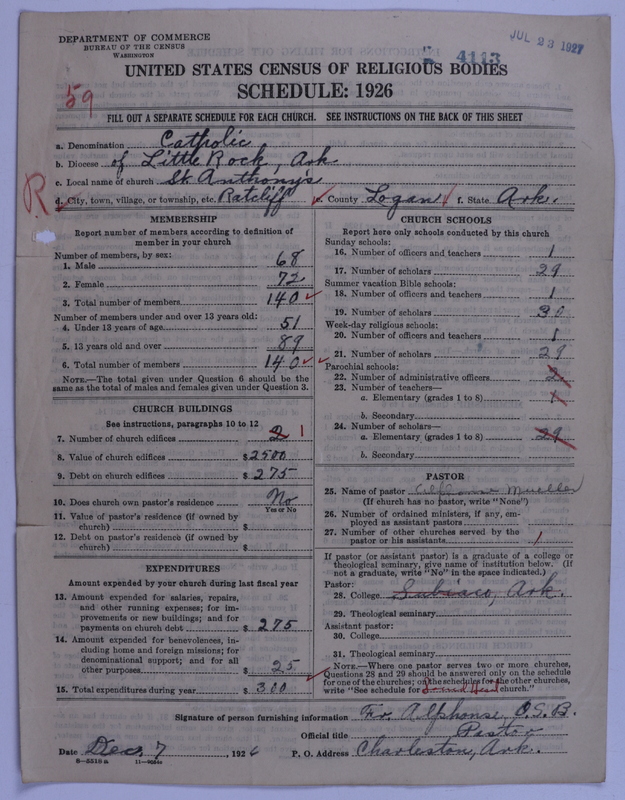 DEPARTMENT OF COMMERCE
BUREAU OF THE CENSUS
WASHINGTON
4113
JUL 23 1927
UNITED STATES CENSUS OF RELIGIOUS BODIES
SCHEDULE: 1926
59
FILL OUT A SEPARATE SCHEDULE FOR EACH CHURCH. SEE INSTRUCTIONS ON THE BACK OF THIS SHEET
R
a. Denomination Catholic
b. Diocese of Little Rock, Ark
c. Local name of church St. Anthony's
d. City, town, village, or township, etc. Ratcliff e. County Logan f. State Ark.
MEMBERSHIP
Report number of members according to definition of
member in your church
Number of members, by sex:
1. Male 68
2. Female 72
3. Total number of members 140
Number of members under and over 13 years old:
4. Under 13 years of age 51
5. 13 years old and over 89
6. Total number of members 140
NOTE.—The total given under Question 6 should be the
same as the total of males and females given under Question 3.
CHURCH BUILDINGS
See instructions, paragraphs 10 to 12
7. Number of church edifices 2 1
8. Value of church edifices $2500
9. Debt on church edifices $275
10. Does church own pastor's residence No
Yes or No
11. Value of pastor's residence (if owned by
church) $
12. Debt on pastor's residence (if owned by
church) $
EXPENDITURES
Amount expended by your church during last fiscal year
13. Amount expended for salaries, repairs,
and other running expenses; for im-
provements or new buildings; and for
payments on church debt $275
14. Amount expended for benevolences, in-
cluding home and foreign missions; for
denominational support; and for all
other purposes $25
15. Total expenditures during year $300
CHURCH SCHOOLS
Report here only schools conducted by this church
Sunday schools:
16. Number of officers and teachers 1
17. Number of scholars 29
Summer vacation Bible schools:
18. Number of officers and teachers 1
19. Number of scholars 30
Week-day religious schools:
20. Number of officers and teachers 1
21. Number of scholars 29
Parochial schools:
22. Number of administrative officers 2
23. Number of teachers—
a. Elementary (grades 1 to 8) 1
b. Secondary
24. Number of scholars—
a. Elementary (grades 1 to 8) 29
b. Secondary
PASTOR
25. Name of pastor Alphonse Mueller
(If church has no pastor, write "None")
26. Number of ordained ministers, if any, em-
ployed as assistant pastors
27. Number of other churches served by the
pastor or his assistants 1
If pastor (or assistant pastor) is a graduate of a college or
theological seminary, give name of institution below. (If
not a graduate, write "No" in the space indicated.)
Pastor:
28. College Subiaco, Ark.
29. Theological seminary
Assistant pastor:
30. College
31. Theological seminary
NOTE.—Where one pastor serves two or more churches,
Questions 28 and 29 should be answered only on the schedule
for one of the churches; on the schedules for the other churches,
write "See schedule for Sacred Heart church."
Signature of person furnishing information Fr. Alphonse, O.S.B.
Official title Pastor
Date Dec, 7 1926 P. O. Address Charleston, Ark.
8—5518 a